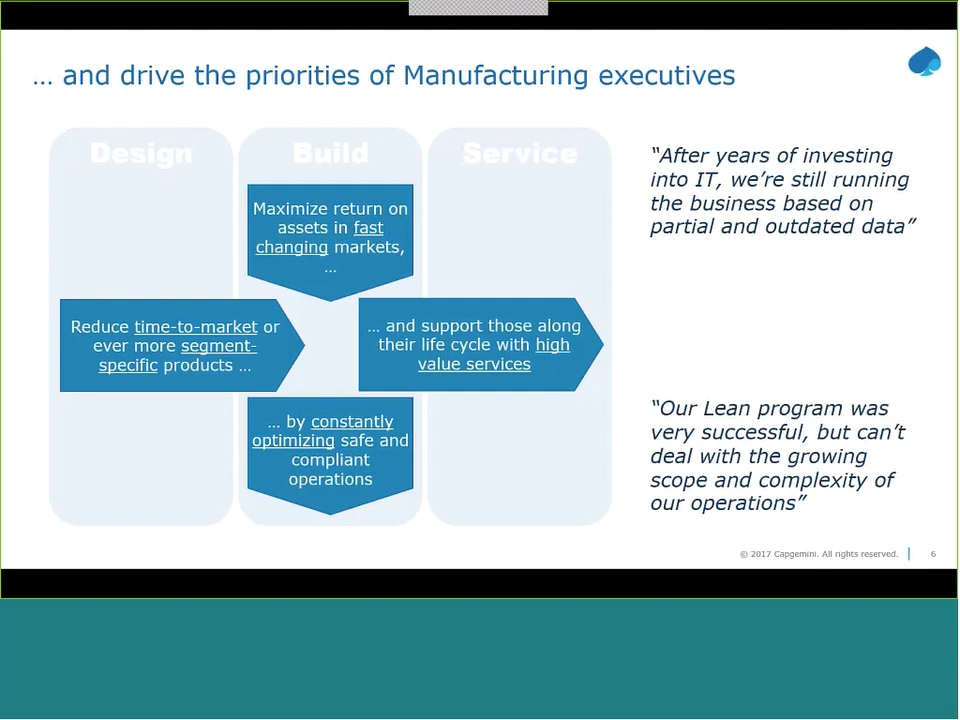 … and drive the priorities of Manufacturing executives
Design
Build
Service
Maximize return on
assets in fast
changing markets,
…
Reduce time-to-market or
ever more segment-
specific products …
… and support those along
their life cycle with high
value services
… by constantly
optimizing safe and
compliant
operations
“After years of investing
into IT, we’re still running
the business based on
partial and outdated data”
“Our Lean program was
very successful, but can’t
deal with the growing
scope and complexity of
our operations”
© 2017 Capgemini. All rights reserved.
6